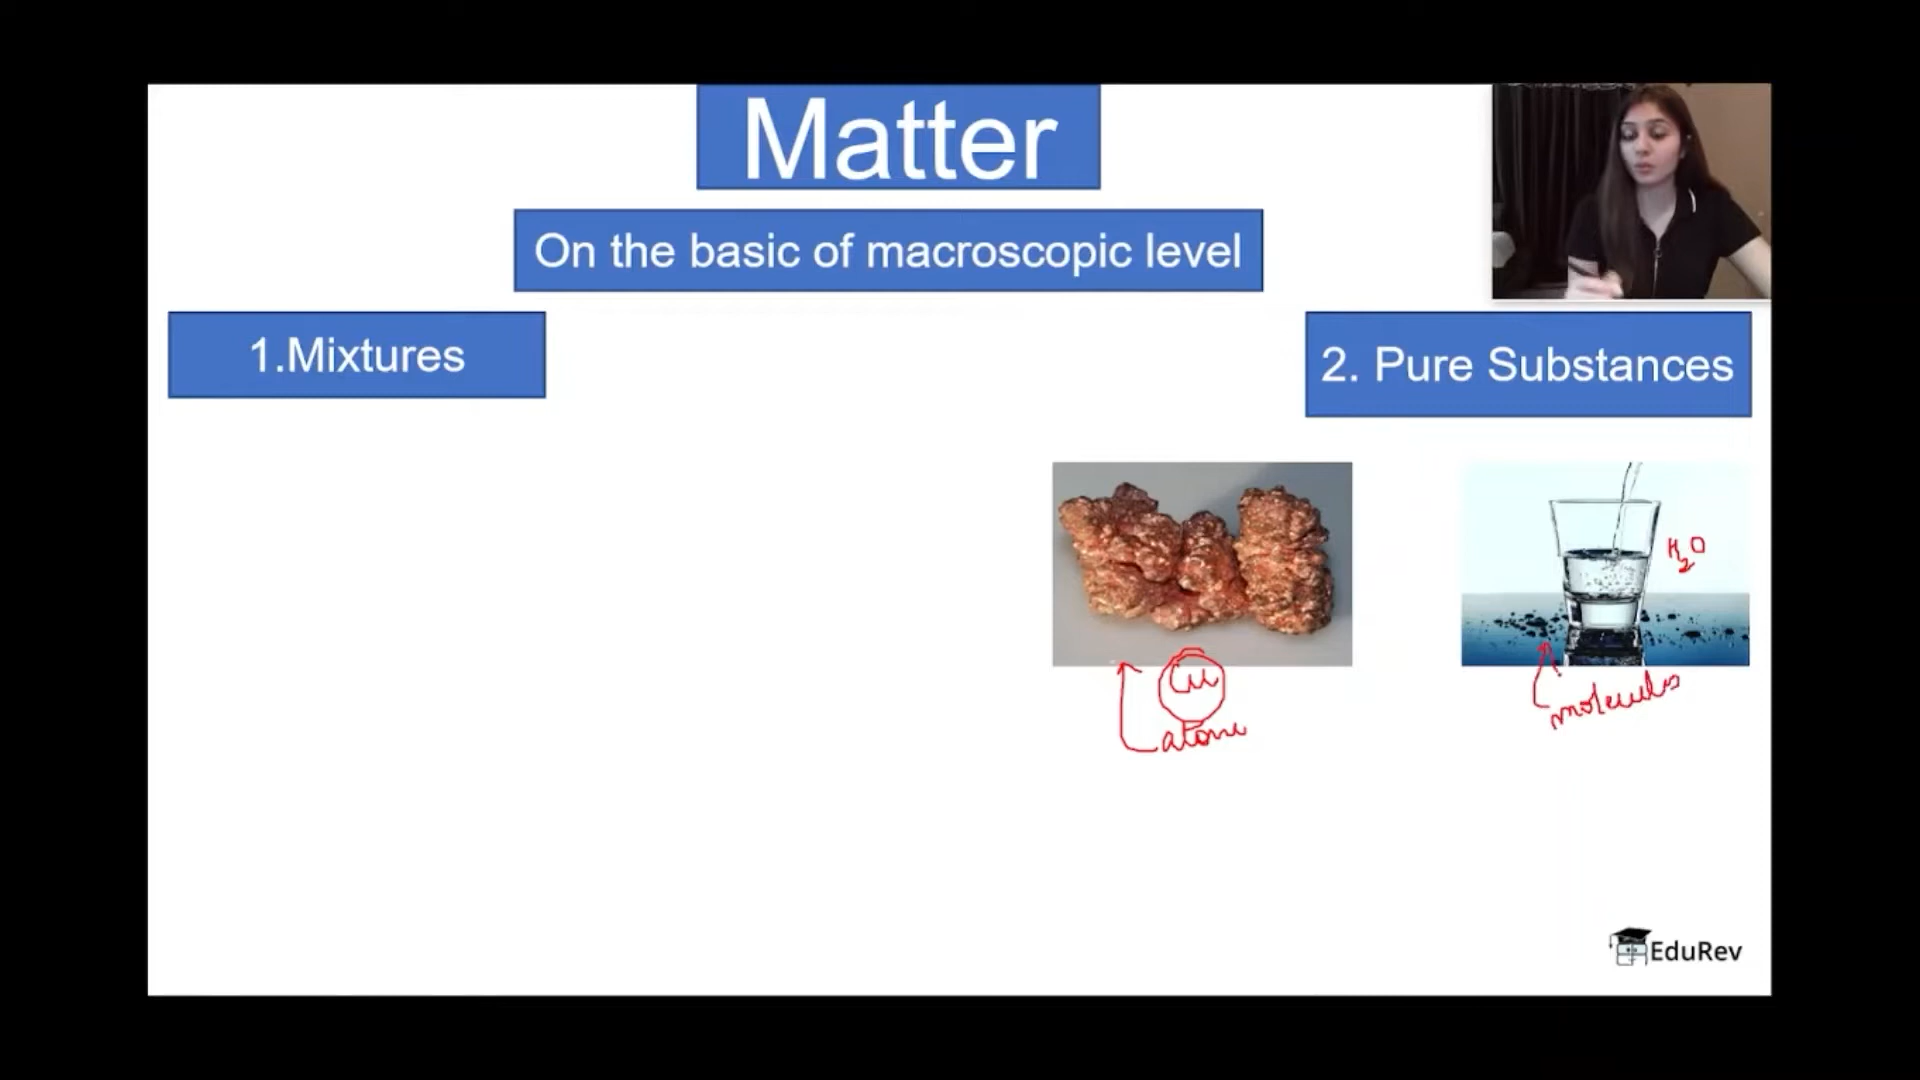 Matter
On the basic of macroscopic level
1.Mixtures
2. Pure Substances
H2O
Cu
atoms
molecules
EduRev